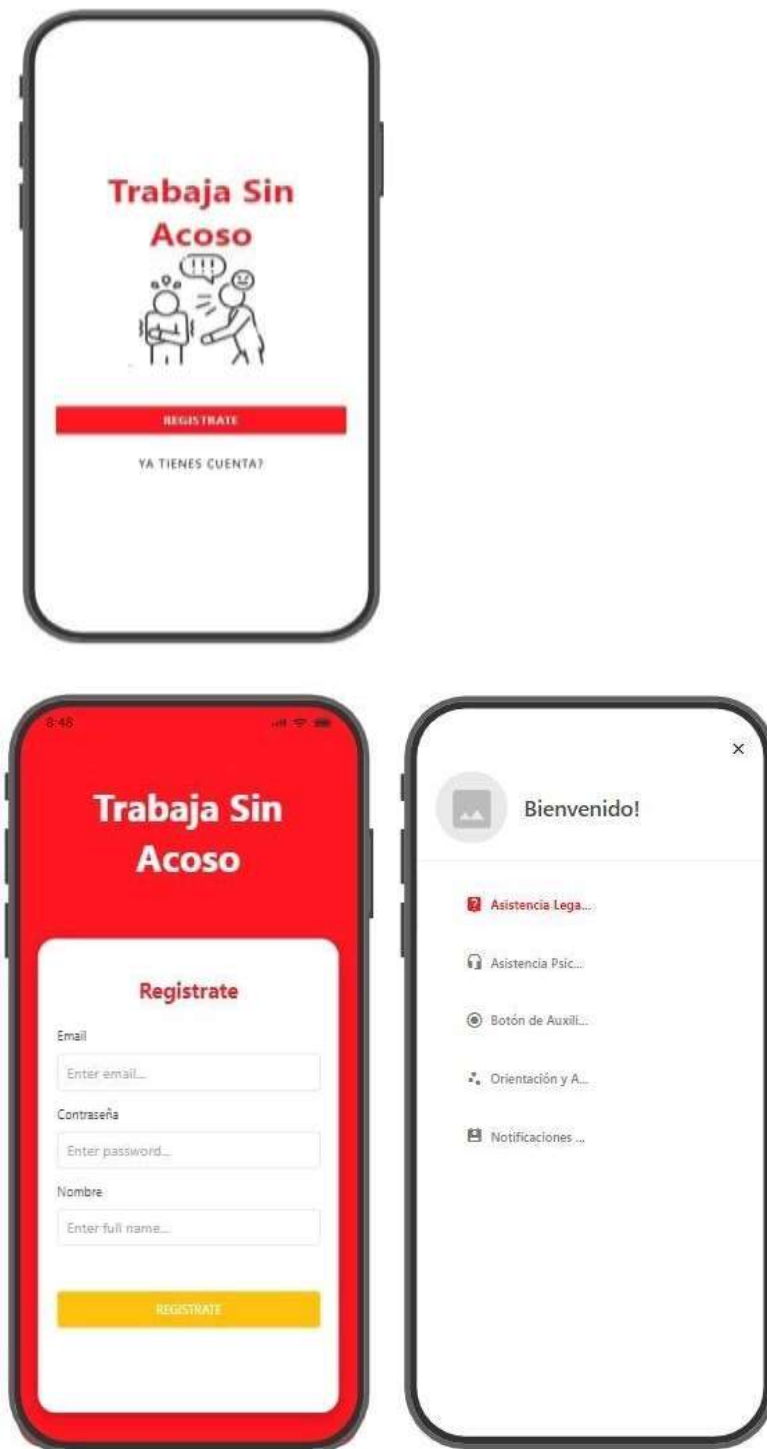 Trabaja Sin
Acoso
!!!
REGISTRATE
YA TIENES CUENTA?
8:48
Trabaja Sin
Acoso
Registrate
Email
Enter email...
Contraseña
Enter password...
Nombre
Enter full name...
REGISTRATE
Bienvenido!
Asistencia Lega...
Asistencia Psic...
Botón de Auxili...
Orientación y A...
Notificaciones ...